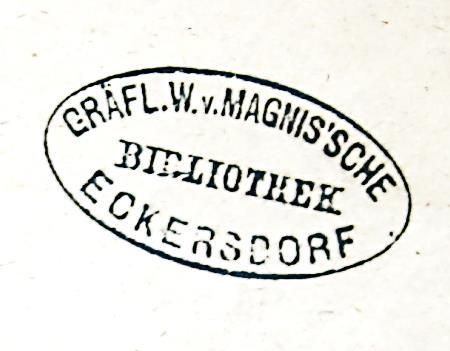 GRÄFL. W. v. MAGNIS'SCHE
BIBLIOTHEK
ECKERSDORF